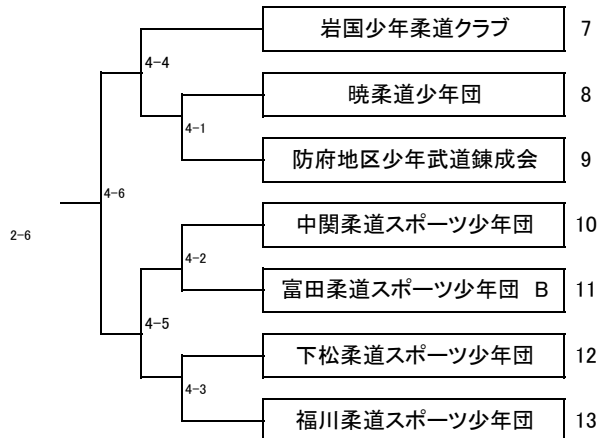 岩国少年柔道クラブ 7
4-4
暁柔道少年団 8
4-1
防府地区少年武道錬成会 9
4-6
中関柔道スポーツ少年団 10
2-6
4-2
富田柔道スポーツ少年団 B 11
4-5
下松柔道スポーツ少年団 12
4-3
福川柔道スポーツ少年団 13